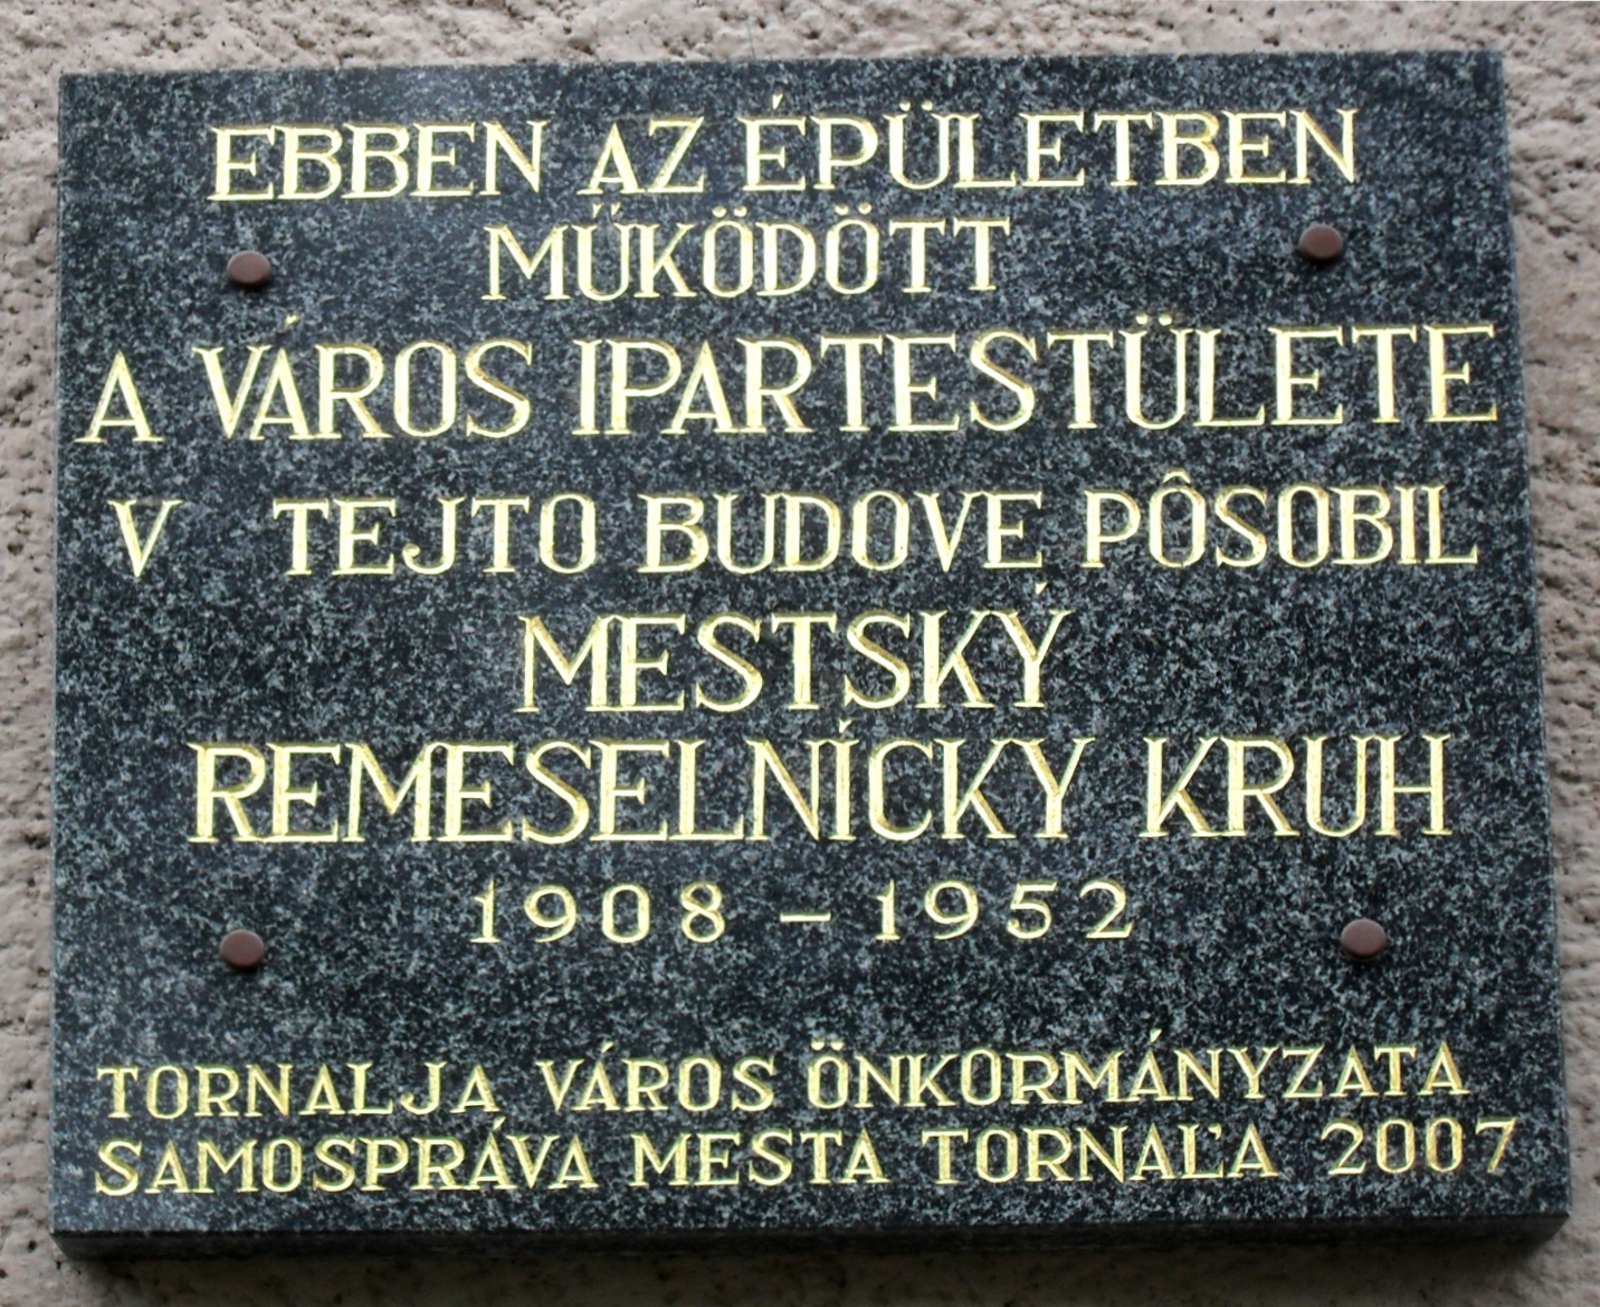 EBBEN AZ ÉPÜLETBEN
MŰKÖDÖTT
A VÁROS IPARTESTÜLETE
V TEJTO BUDOVE PÔSOBIL
MESTSKÝ
REMESELNÍCKY KRUH
1908 – 1952
TORNALJA VÁROS ÖNKORMÁNYZATA
SAMOSPRÁVA MESTA TORNAĽA 2007